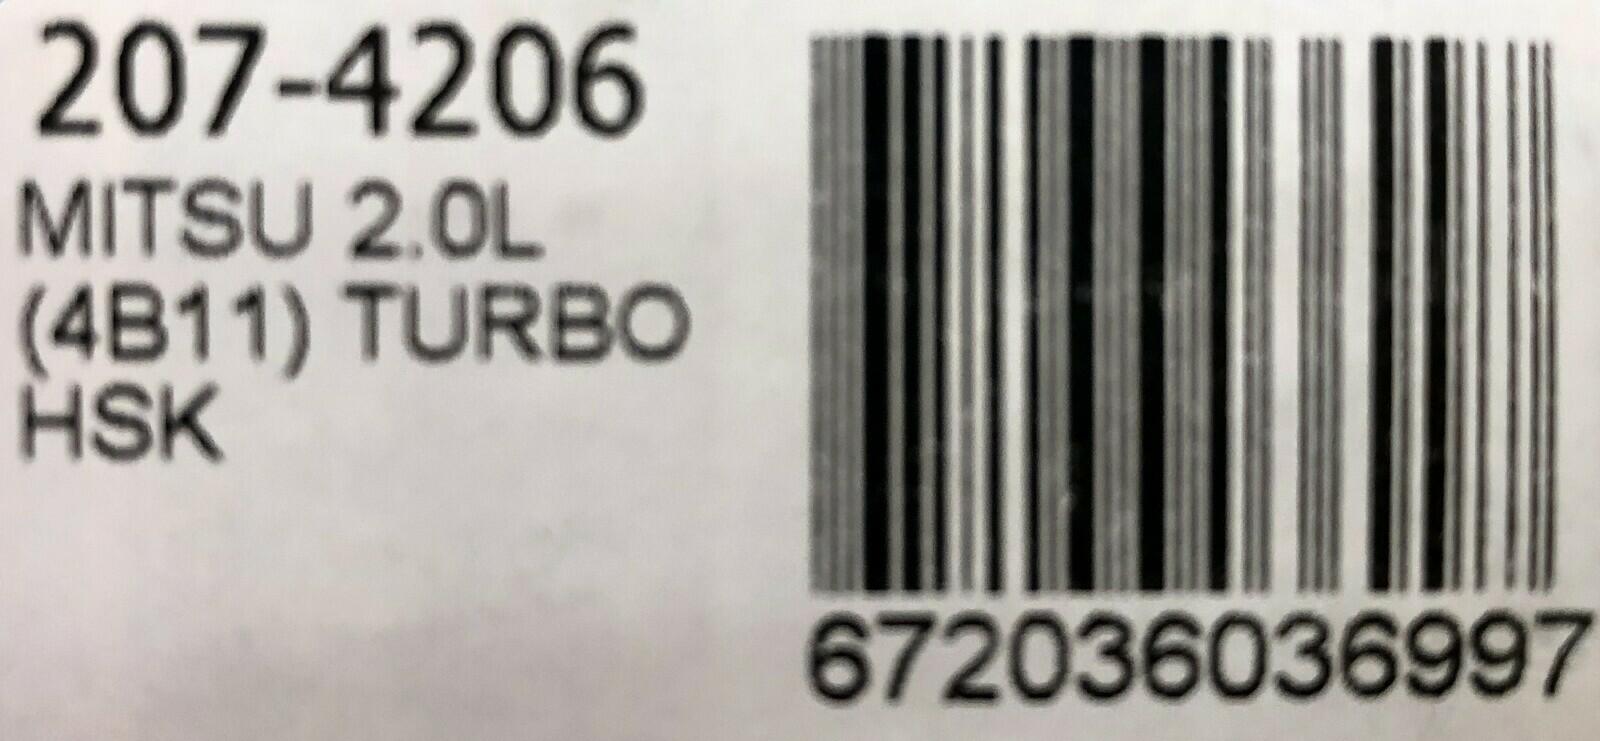 207-4206
MITSU 2.0L
(4B11) TURBO
HSK
672036036997